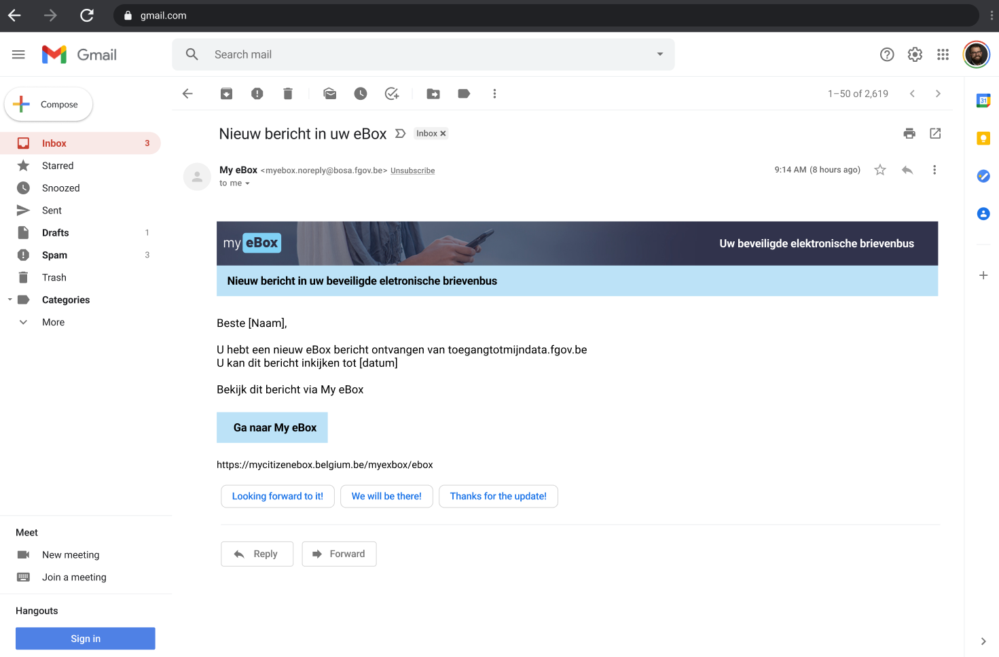 gmail.com
Gmail
Search mail
Compose
1–50 of 2,619
31
Inbox 3
Starred
Snoozed
Sent
Drafts 1
Spam 3
Trash
Categories
More
Nieuw bericht in uw eBox Inbox ×
My eBox <myebox.noreply@bosa.fgov.be> Unsubscribe 9:14 AM (8 hours ago)
to me
my eBox Uw beveiligde elektronische brievenbus
Nieuw bericht in uw beveiligde eletronische brievenbus
Beste [Naam],
U hebt een nieuw eBox bericht ontvangen van toegangtotmijndata.fgov.be
U kan dit bericht inkijken tot [datum]
Bekijk dit bericht via My eBox
Ga naar My eBox
https://mycitizenebox.belgium.be/myexbox/ebox
Looking forward to it! We will be there! Thanks for the update!
Reply Forward
Meet
New meeting
Join a meeting
Hangouts
Sign in